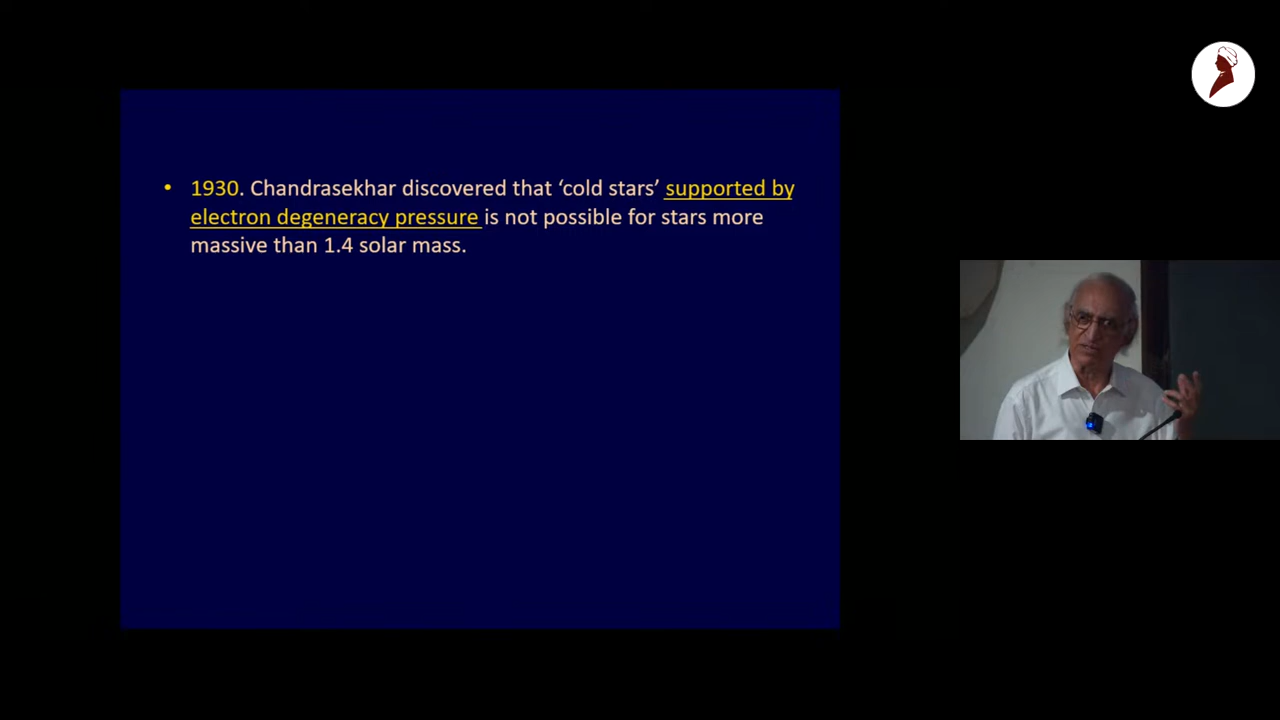 • 1930. Chandrasekhar discovered that ‘cold stars’ supported by
electron degeneracy pressure is not possible for stars more
massive than 1.4 solar mass.